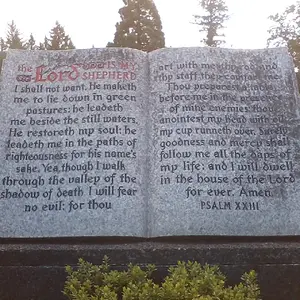 the Lord IS MY
SHEPHERD
I shall not want. He maketh
me to lie down in green
pastures: he leadeth
me beside the still waters.
He restoreth my soul: he
leadeth me in the paths of
righteousness for his name's
sake. Yea though I walk
through the valley of the
shadow of death I will fear
no evil: for thou
art with me: thy rod and
thy staff they comfort me.
Thou preparest a table
before me in the presence
of mine enemies: thou
anointest my head with oil;
my cup runneth over. Surely
goodness and mercy shall
follow me all the days of
my life: and I will dwell
in the house of the Lord
for ever. Amen.
PSALM XXIII